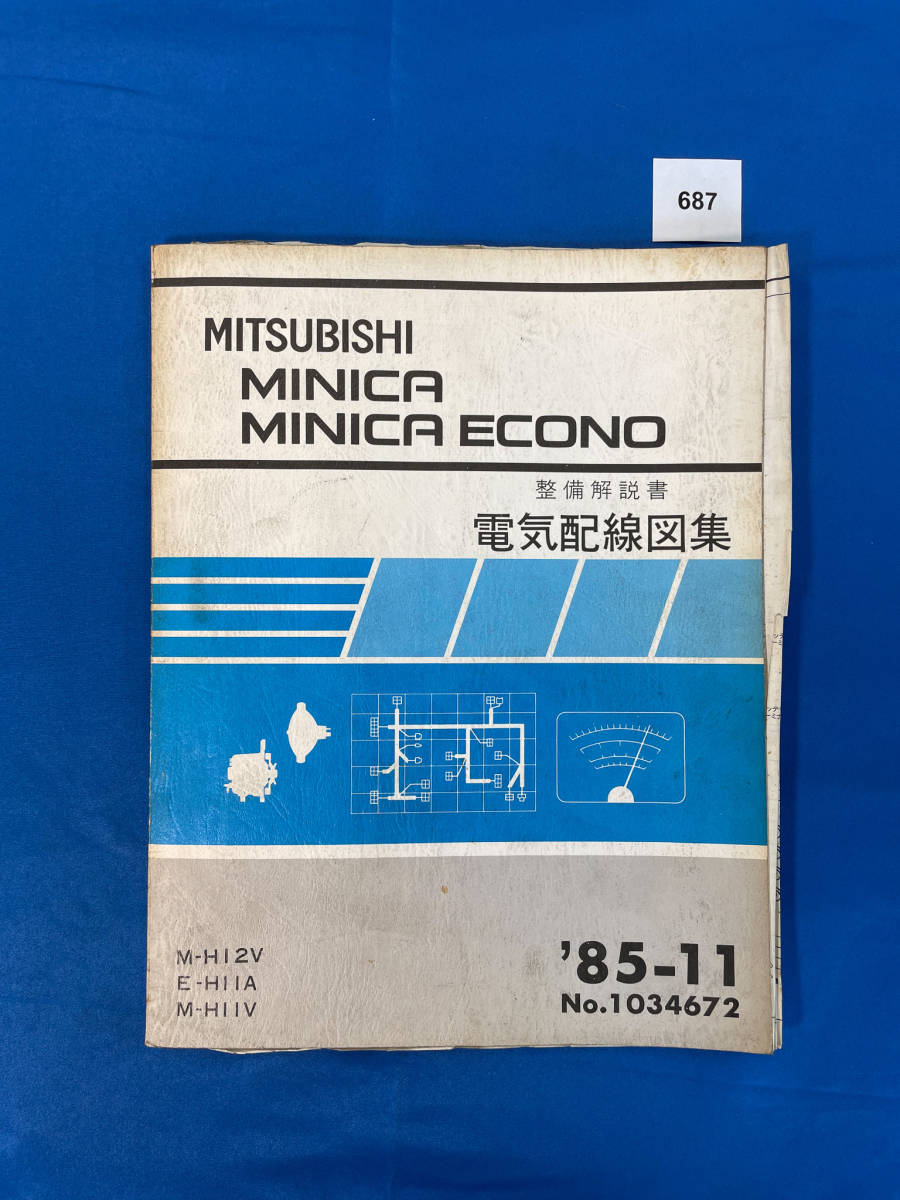 687
MITSUBISHI
MINICA
MINICA ECONO
整備解説書
電気配線図集
M-H12V
E-H11A
M-H11V
'85-11
No.1034672